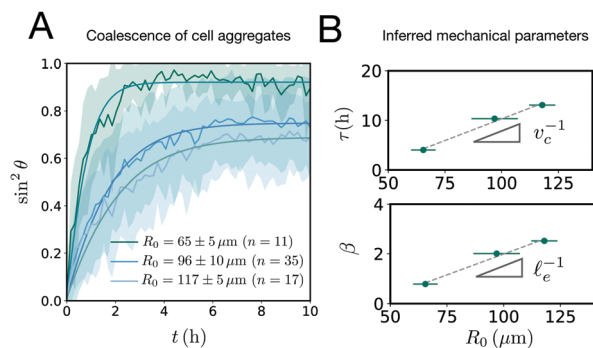 A Coalescence of cell aggregates
1.0
0.8
0.6
0.4
0.2
0.0
sin² θ
R₀ = 65 ± 5 μm (n = 11)
R₀ = 96 ± 10 μm (n = 35)
R₀ = 117 ± 5 μm (n = 17)
0 2 4 6 8 10
t (h)
B Inferred mechanical parameters
20
10
0
τ (h)
v_c⁻¹
50 75 100 125
4
2
0
β
ℓ_e⁻¹
50 75 100 125
R₀ (μm)